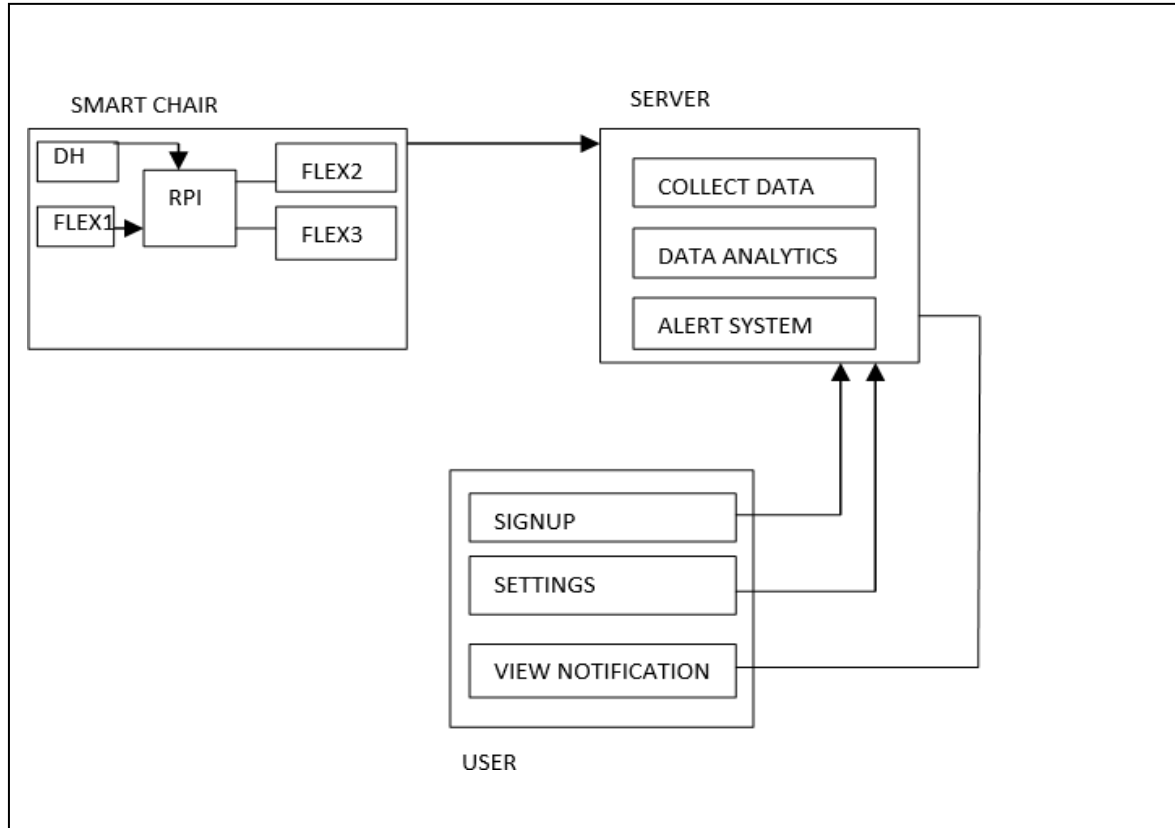 SMART CHAIR
DH
RPI
FLEX1
FLEX2
FLEX3
SERVER
COLLECT DATA
DATA ANALYTICS
ALERT SYSTEM
SIGNUP
SETTINGS
VIEW NOTIFICATION
USER